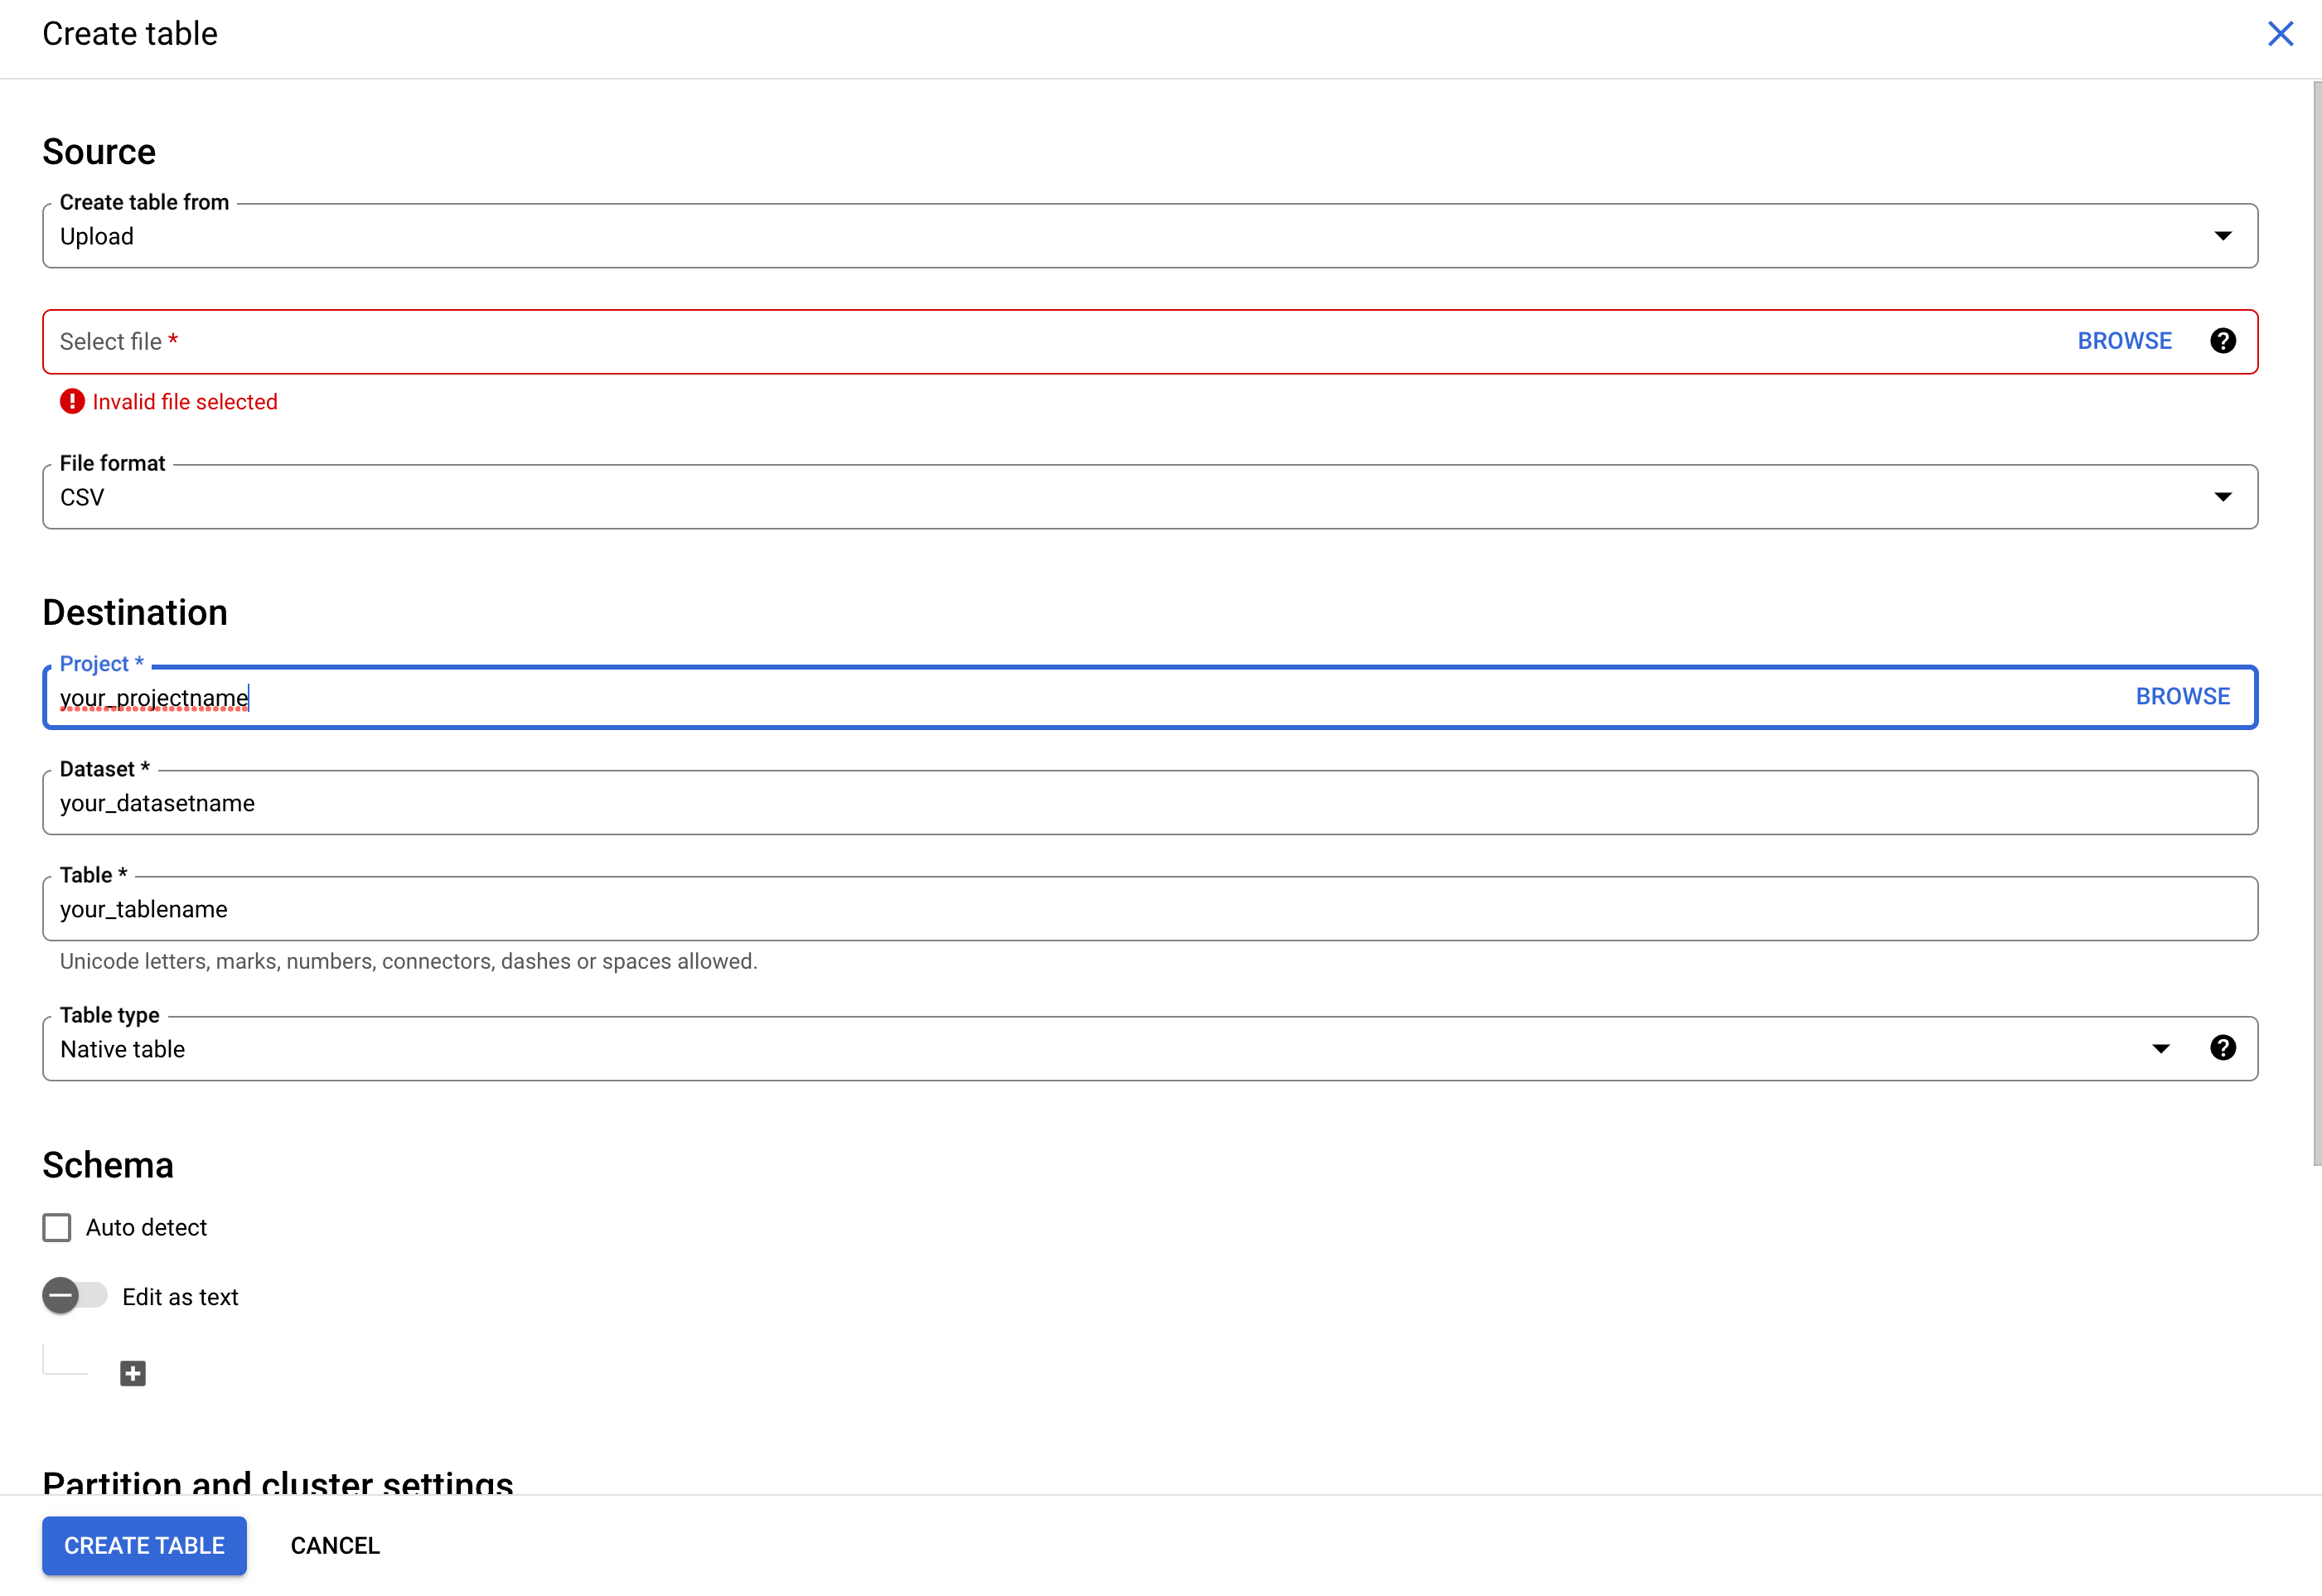 Create table
Source
Create table from
Upload
Select file *
BROWSE
Invalid file selected
File format
CSV
Destination
Project *
your_projectname
BROWSE
Dataset *
your_datasetname
Table *
your_tablename
Unicode letters, marks, numbers, connectors, dashes or spaces allowed.
Table type
Native table
Schema
Auto detect
Edit as text
Partition and cluster settings
CREATE TABLE
CANCEL